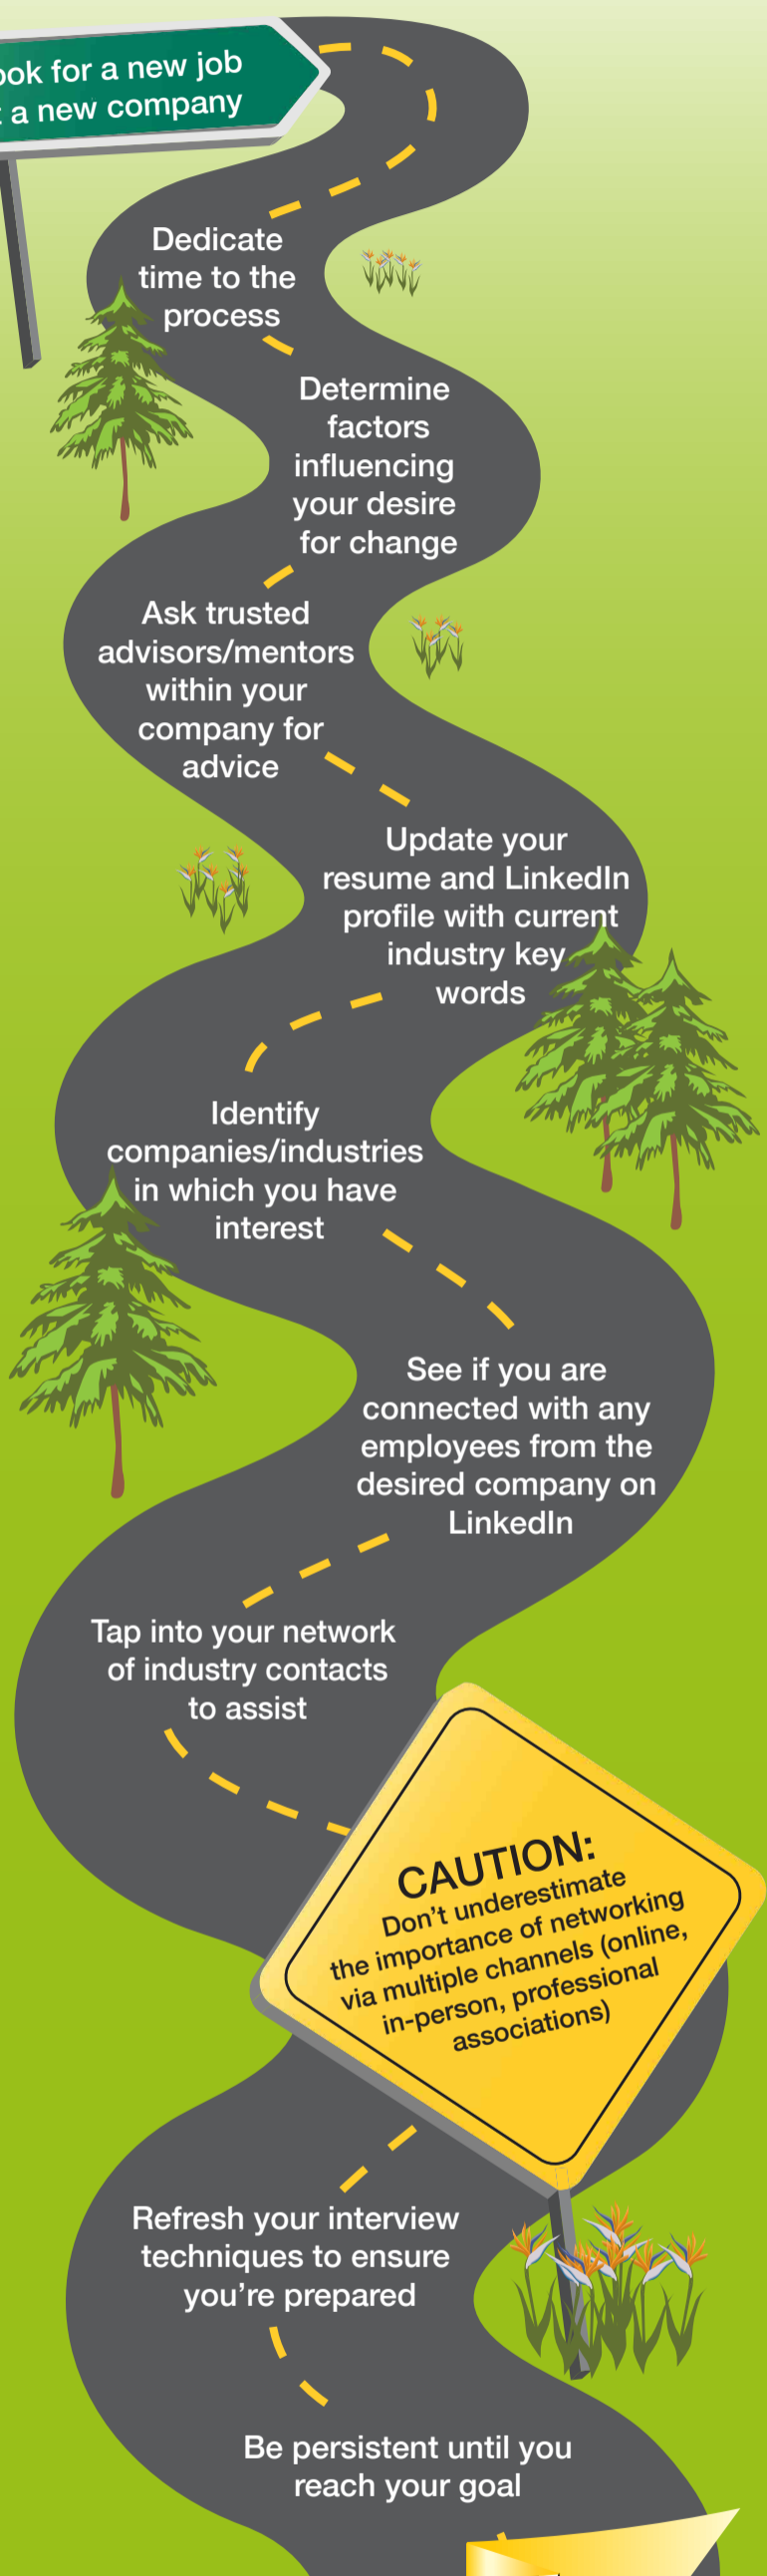 ook for a new job
a new company
Dedicate
time to the
process
Determine
factors
influencing
your desire
for change
Ask trusted
advisors/mentors
within your
company for
advice
Update your
resume and LinkedIn
profile with current
industry key
words
Identify
companies/industries
in which you have
interest
See if you are
connected with any
employees from the
desired company on
LinkedIn
Tap into your network
of industry contacts
to assist
CAUTION:
Don't underestimate
the importance of networking
via multiple channels (online,
in-person, professional
associations)
Refresh your interview
techniques to ensure
you're prepared
Be persistent until you
reach your goal